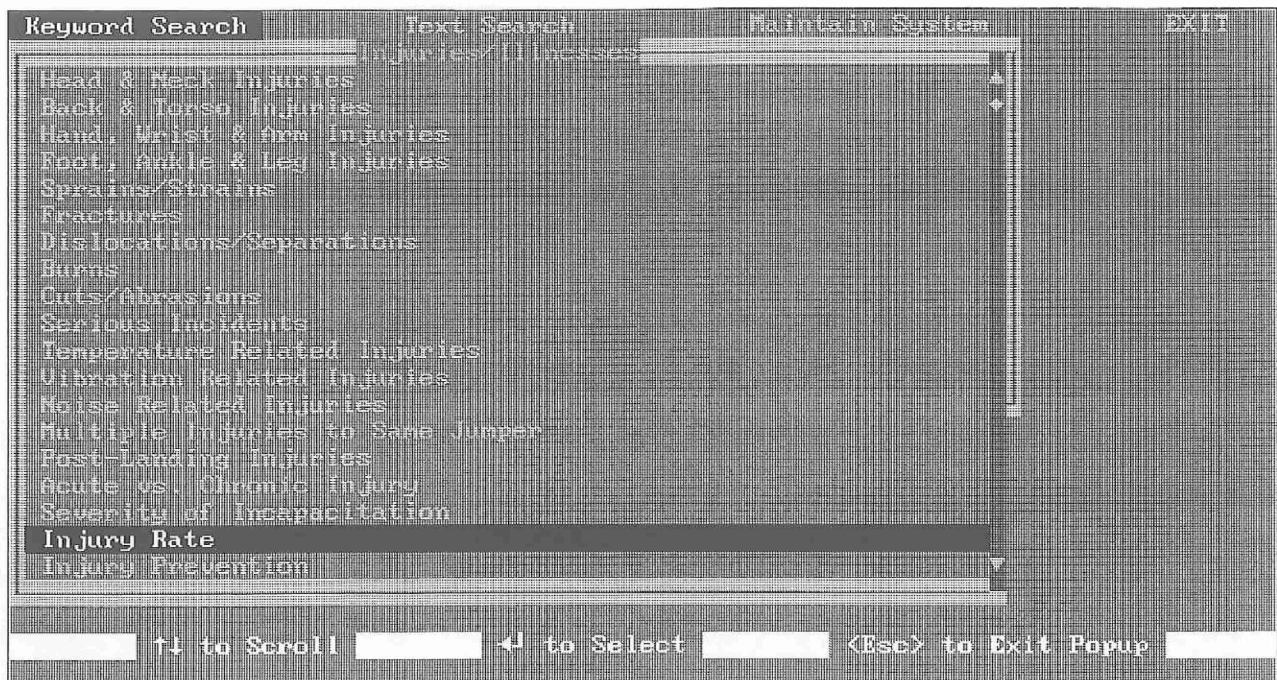 Keyword Search Text Search Maintain System EXIT
Injuries/Illnesses
Head & Neck Injuries
Back & Torso Injuries
Hand, Wrist & Arm Injuries
Foot, Ankle & Leg Injuries
Sprains/Strains
Fractures
Dislocations/Separations
Burns
Cuts/Abrasions
Serious Incidents
Temperature Related Injuries
Vibration Related Injuries
Noise Related Injuries
Multiple Injuries to Same Jumper
Post-Landing Injuries
Acute vs. Chronic Injury
Severity of Incapacitation
Injury Rate
Injury Prevention
↑↓ to Scroll ◄┘ to Select <Esc> to Exit Popup